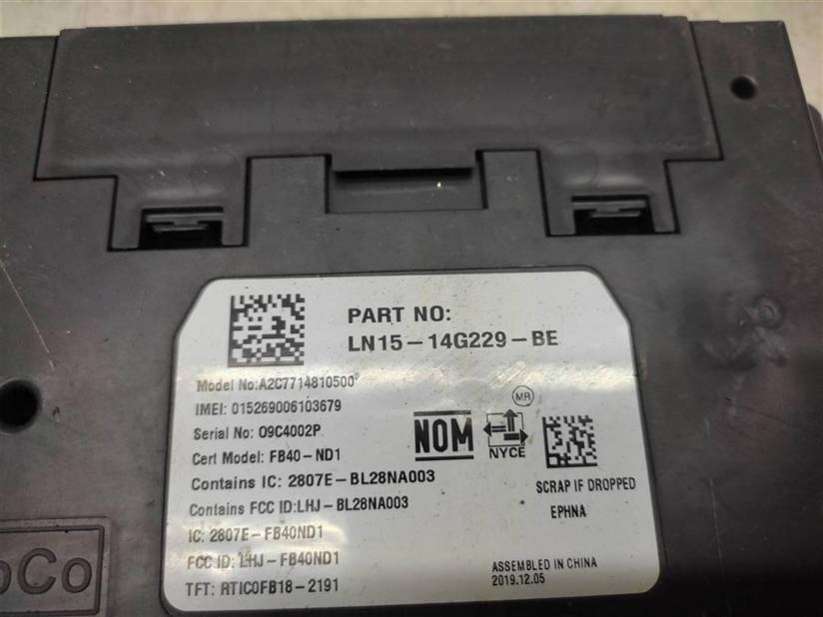 PART NO:
LN15-14G229-BE
Model No:A2C7714810500
IMEI: 015269006103679
Serial No: 09C4002P
Cert Model: FB40-ND1
Contains IC: 2807E-BL28NA003
Contains FCC ID:LHJ-BL28NA003
IC: 2807E-FB40ND1
FCC ID: LHJ-FB40ND1
TFT: RTIC0FB18-2191
MR
NOM
NYCE
SCRAP IF DROPPED
EPHNA
ASSEMBLED IN CHINA
2019.12.05